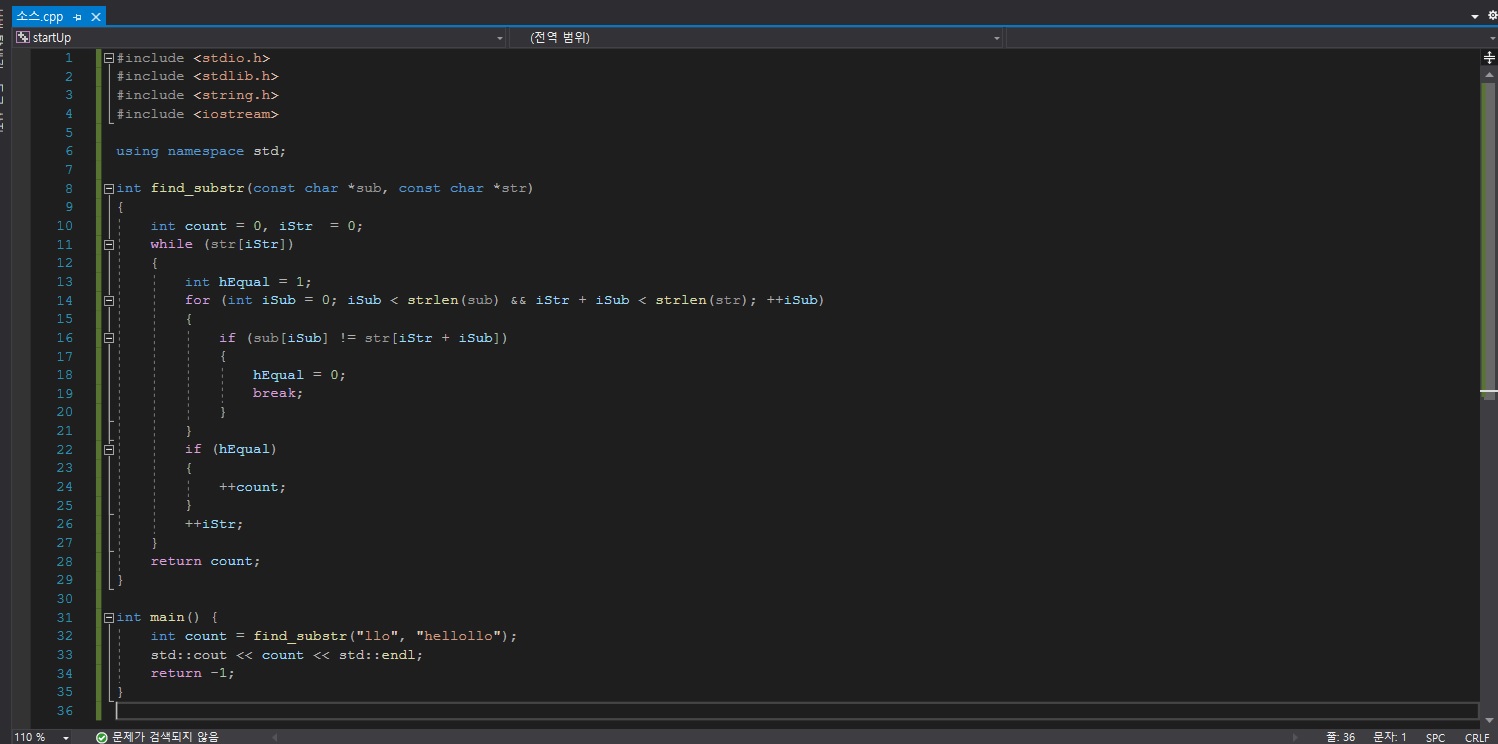 소스.cpp
startUp
(전역 범위)
1 #include <stdio.h>
2 #include <stdlib.h>
3 #include <string.h>
4 #include <iostream>
5
6 using namespace std;
7
8 int find_substr(const char *sub, const char *str)
9 {
10     int count = 0, iStr  = 0;
11     while (str[iStr])
12     {
13         int hEqual = 1;
14         for (int iSub = 0; iSub < strlen(sub) && iStr + iSub < strlen(str); ++iSub)
15         {
16             if (sub[iSub] != str[iStr + iSub])
17             {
18                 hEqual = 0;
19                 break;
20             }
21         }
22         if (hEqual)
23         {
24             ++count;
25         }
26         ++iStr;
27     }
28     return count;
29 }
30
31 int main() {
32     int count = find_substr("llo", "hellollo");
33     std::cout << count << std::endl;
34     return -1;
35 }
36
110 % 문제가 검색되지 않음 줄: 36 문자: 1 SPC CRLF